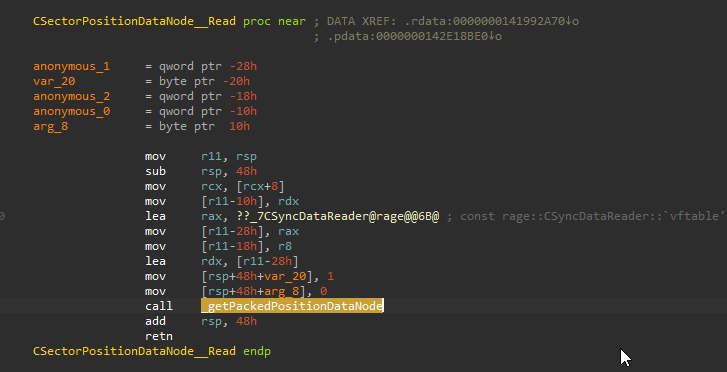 CSectorPositionDataNode__Read proc near ; DATA XREF: .rdata:0000000141992A70↓o
; .pdata:0000000142E18BE0↓o
anonymous_1 = qword ptr -28h
var_20 = byte ptr -20h
anonymous_2 = qword ptr -18h
anonymous_0 = qword ptr -10h
arg_8 = byte ptr 10h
mov r11, rsp
sub rsp, 48h
mov rcx, [rcx+8]
mov [r11-10h], rdx
lea rax, ??_7CSyncDataReader@rage@@6B@ ; const rage::CSyncDataReader::`vftable'
mov [r11-28h], rax
mov [r11-18h], r8
lea rdx, [r11-28h]
mov [rsp+48h+var_20], 1
mov [rsp+48h+arg_8], 0
call _getPackedPositionDataNode
add rsp, 48h
retn
CSectorPositionDataNode__Read endp